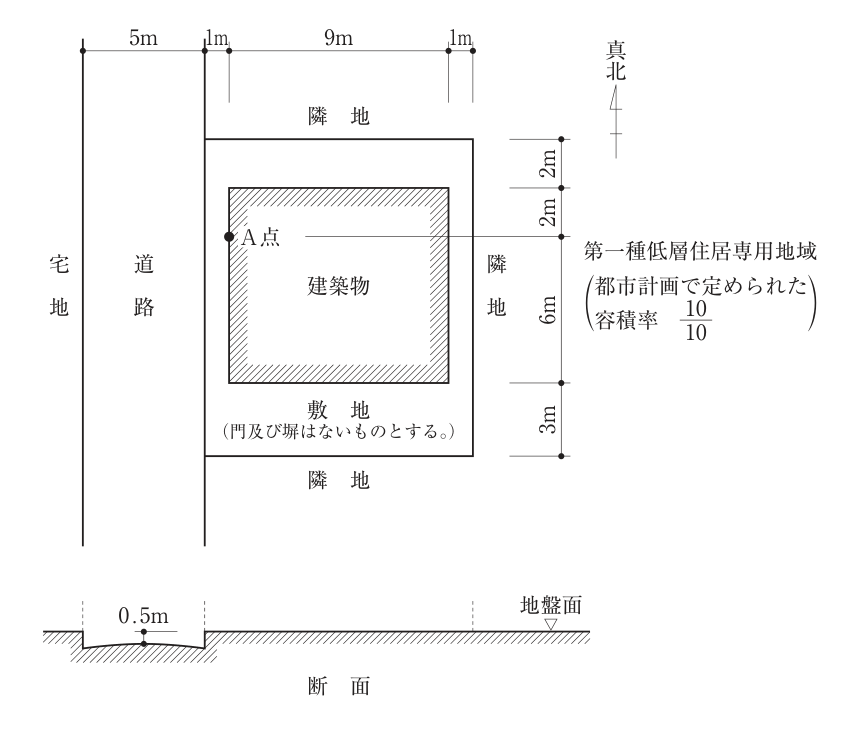 5m 1m 9m 1m
真北
隣地
2m
2m
A点
第一種低層住居専用地域
(都市計画で定められた
容積率 10/10)
宅地
道路
隣地
建築物
6m
敷地
(門及び塀はないものとする。)
3m
隣地
0.5m
地盤面
断面